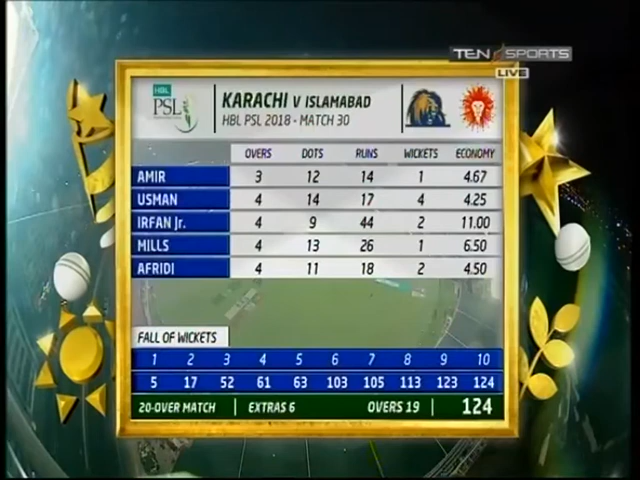 TEN SPORTS
LIVE
HBL
PSL
KARACHI V ISLAMABAD
HBL PSL 2018 - MATCH 30
OVERS DOTS RUNS WICKETS ECONOMY
AMIR 3 12 14 1 4.67
USMAN 4 14 17 4 4.25
IRFAN Jr. 4 9 44 2 11.00
MILLS 4 13 26 1 6.50
AFRIDI 4 11 18 2 4.50
FALL OF WICKETS
1 2 3 4 5 6 7 8 9 10
5 17 52 61 63 103 105 113 123 124
20-OVER MATCH EXTRAS 6 OVERS 19 124